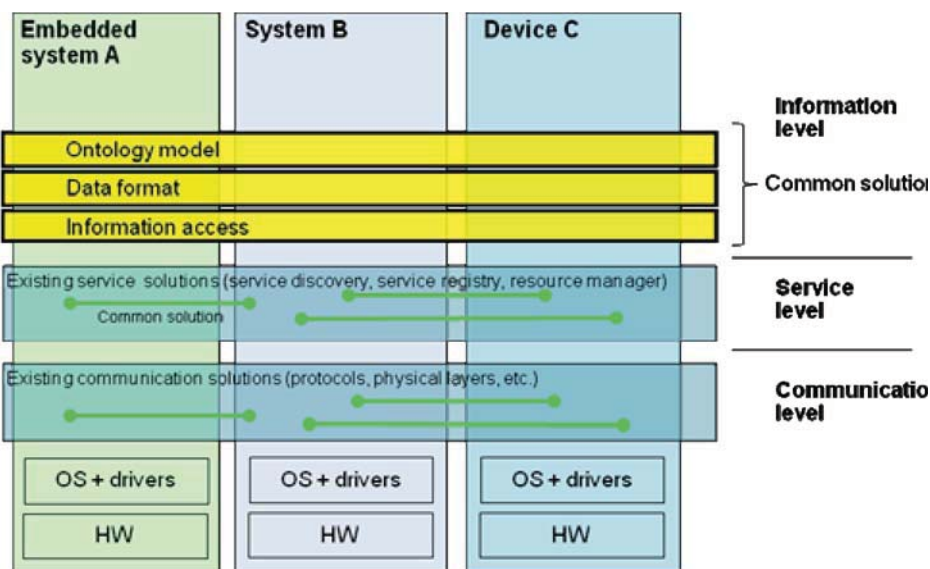 Embedded
system A
System B
Device C
Information
level
Ontology model
Data format
Common solution
Information access
Existing service solutions (service discovery, service registry, resource manager)
Common solution
Service
level
Existing communication solutions (protocols, physical layers, etc.)
Communicatio
level
OS + drivers
OS + drivers
OS + drivers
HW
HW
HW